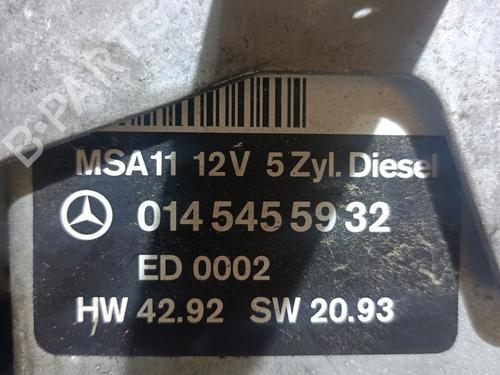 B-PARTS
MSA11 12V 5 Zyl. Diesel
014 545 59 32
ED 0002
HW 42.92 SW 20.93